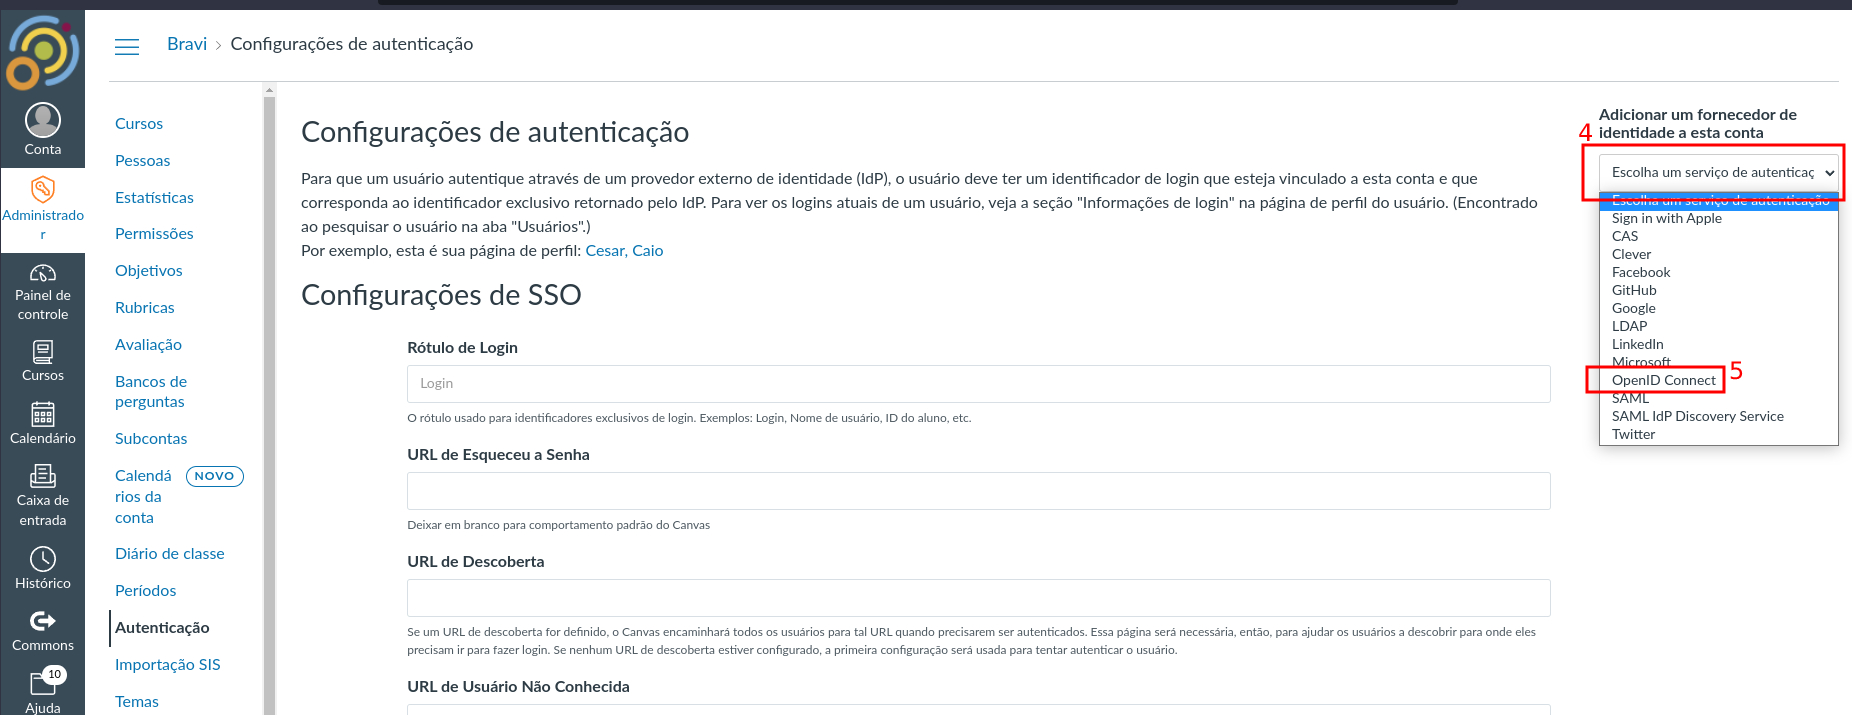 Bravi › Configurações de autenticação
Conta
Administrado
r
Painel de
controle
Cursos
Calendário
Caixa de
entrada
Histórico
Commons
10
Ajuda
Cursos
Pessoas
Estatísticas
Permissões
Objetivos
Rubricas
Avaliação
Bancos de
perguntas
Subcontas
Calendá NOVO
rios da
conta
Diário de classe
Períodos
Autenticação
Importação SIS
Temas
Configurações de autenticação
Para que um usuário autentique através de um provedor externo de identidade (IdP), o usuário deve ter um identificador de login que esteja vinculado a esta conta e que
corresponda ao identificador exclusivo retornado pelo IdP. Para ver os logins atuais de um usuário, veja a seção "Informações de login" na página de perfil do usuário. (Encontrado
ao pesquisar o usuário na aba "Usuários".)
Por exemplo, esta é sua página de perfil: Cesar, Caio
Configurações de SSO
Rótulo de Login
Login
O rótulo usado para identificadores exclusivos de login. Exemplos: Login, Nome de usuário, ID do aluno, etc.
URL de Esqueceu a Senha
Deixar em branco para comportamento padrão do Canvas
URL de Descoberta
Se um URL de descoberta for definido, o Canvas encaminhará todos os usuários para tal URL quando precisarem ser autenticados. Essa página será necessária, então, para ajudar os usuários a descobrir para onde eles
precisam ir para fazer login. Se nenhum URL de descoberta estiver configurado, a primeira configuração será usada para tentar autenticar o usuário.
URL de Usuário Não Conhecida
Adicionar um fornecedor de
identidade a esta conta
4
Escolha um serviço de autenticaç
Escolha um serviço de autenticação
Sign in with Apple
CAS
Clever
Facebook
GitHub
Google
LDAP
LinkedIn
Microsoft
OpenID Connect 5
SAML
SAML IdP Discovery Service
Twitter